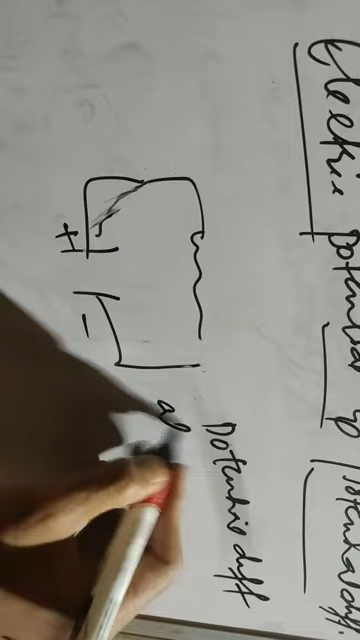 Electric potential & Potential diff
+
-
Potential diff